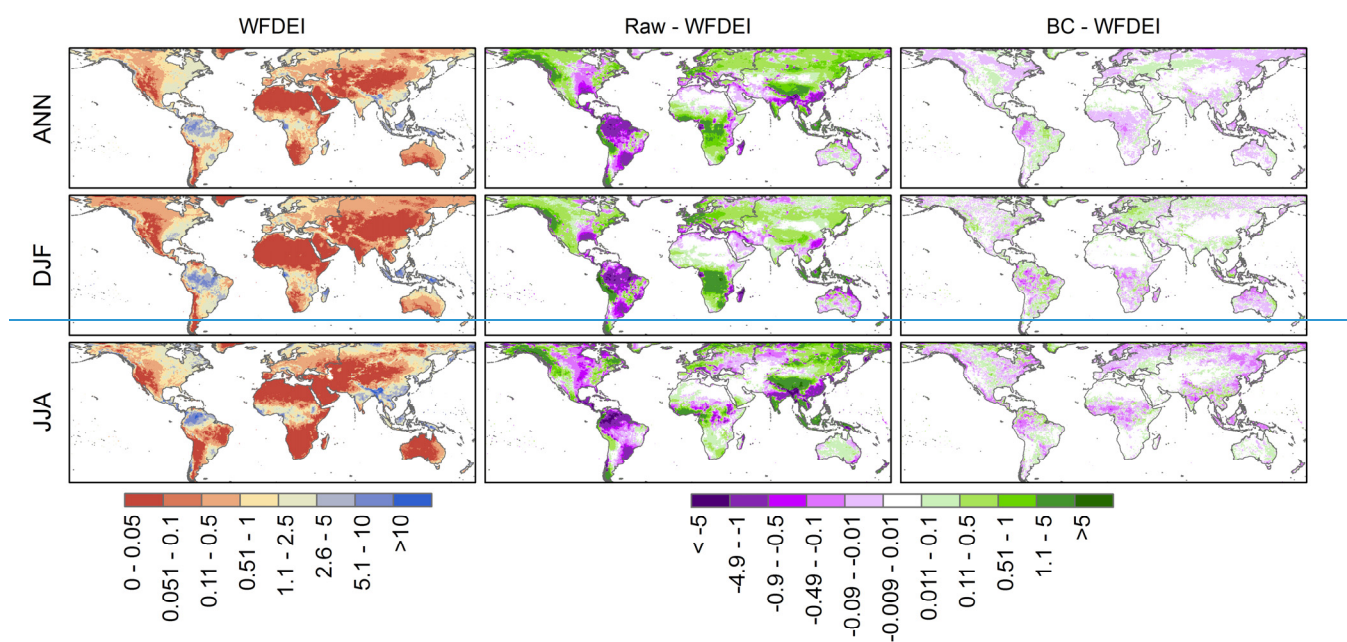 WFDEI
Raw - WFDEI
BC - WFDEI
ANN
DJF
JJA
0 - 0.05
0.051 - 0.1
0.11 - 0.5
0.51 - 1
1.11 - 2.5
2.6 - 5
5.1 - 10
>10
< -5
-4.9 - -1
-0.9 - -0.5
-0.49 - -0.1
-0.09 - -0.01
-0.009 - 0.01
0.011 - 0.1
0.11 - 0.5
0.51 - 1
1.1 - 5
>5